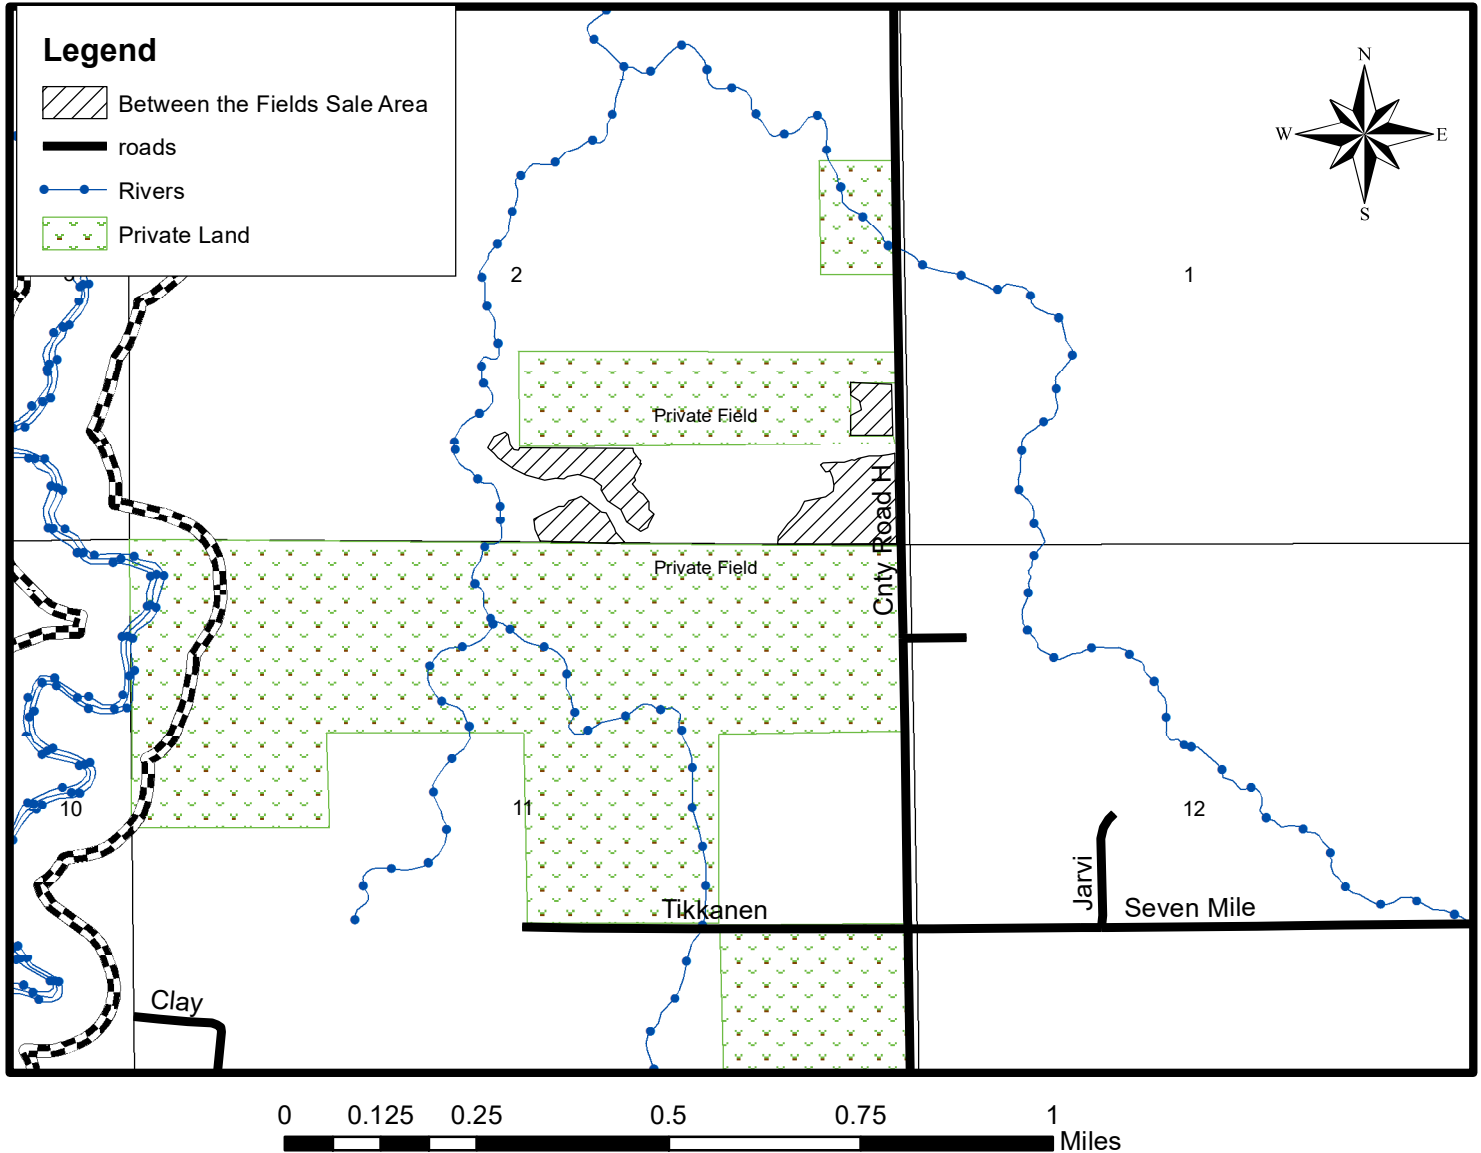 Legend
Between the Fields Sale Area
roads
Rivers
Private Land
N
W E
S
2
1
Private Field
Cnty Road H
Private Field
10
11
12
Jarvi
Tikkanen
Seven Mile
Clay
0 0.125 0.25 0.5 0.75 1
Miles